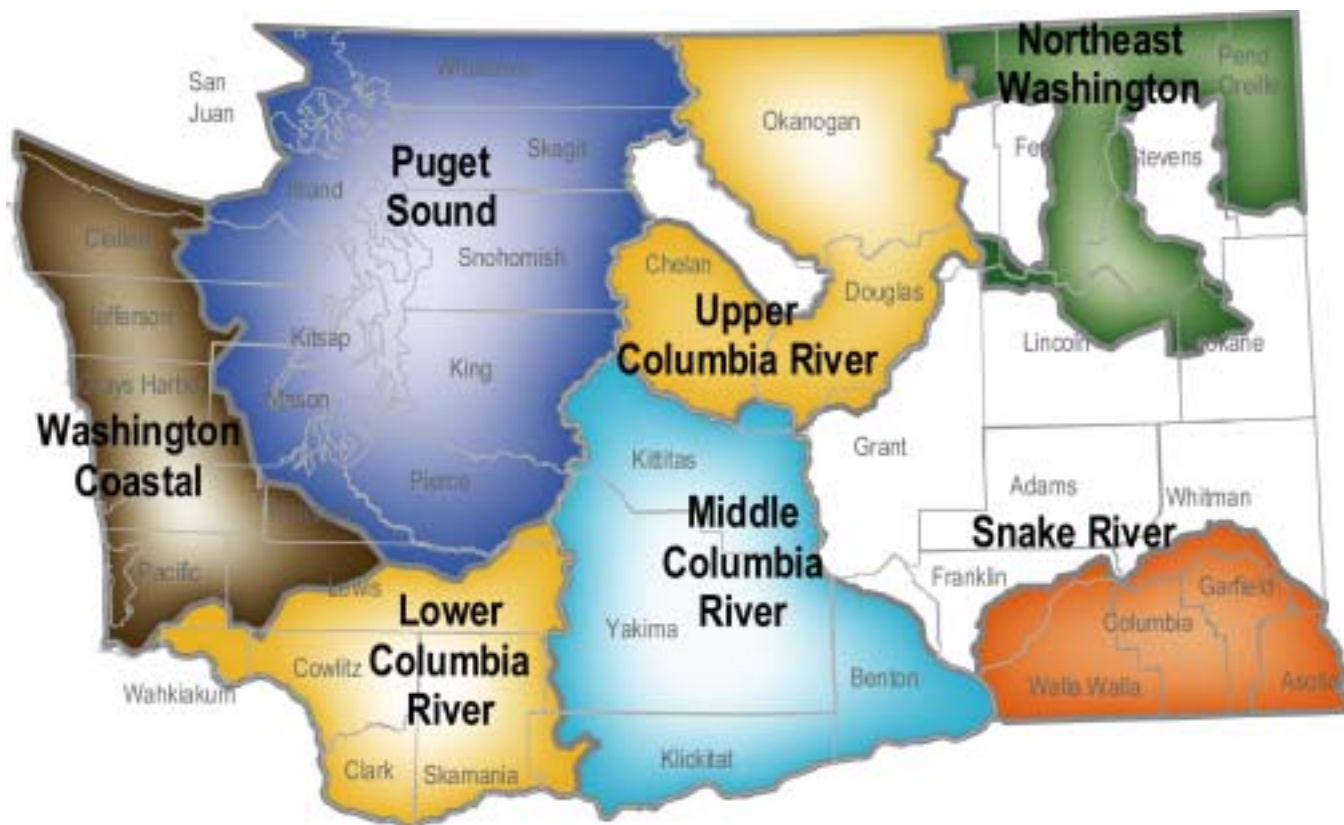 Northeast
Washington
Pend
Oreille
San
Juan
Whatcom
Okanogan
Skagit
Ferry
Stevens
Puget
Sound
Island
Clallam
Snohomish
Chelan
Douglas
Upper
Columbia River
Jefferson
Kitsap
King
Lincoln
Spokane
Grays Harbor
Mason
Washington
Coastal
Grant
Kittitas
Pierce
Adams
Whitman
Middle
Columbia
River
Snake River
Pacific
Lewis
Franklin
Garfield
Lower
Columbia
River
Yakima
Columbia
Cowlitz
Wahkiakum
Benton
Walla Walla
Asotin
Klickitat
Clark
Skamania